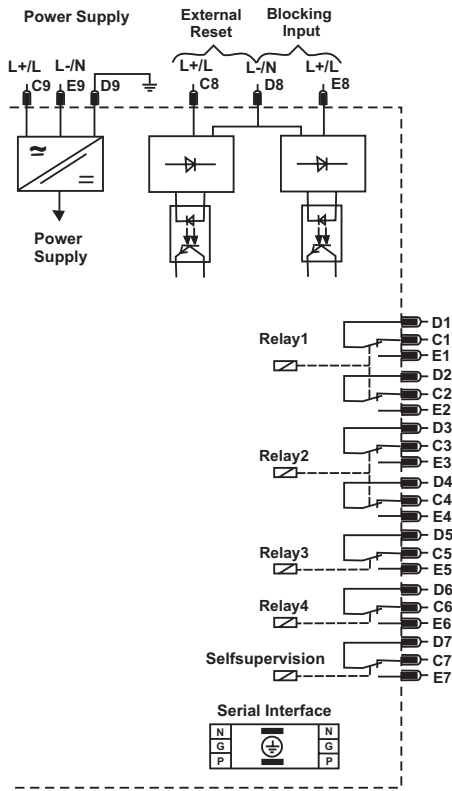 Power Supply
External Reset
Blocking Input
L+/L
L-/N
C9
E9
D9
L+/L
L-/N
L+/L
C8
D8
E8
Power Supply
Relay1
D1
C1
E1
D2
C2
E2
Relay2
D3
C3
E3
D4
C4
E4
Relay3
D5
C5
E5
Relay4
D6
C6
E6
Selfsupervision
D7
C7
E7
Serial Interface
N
N
G
G
P
P